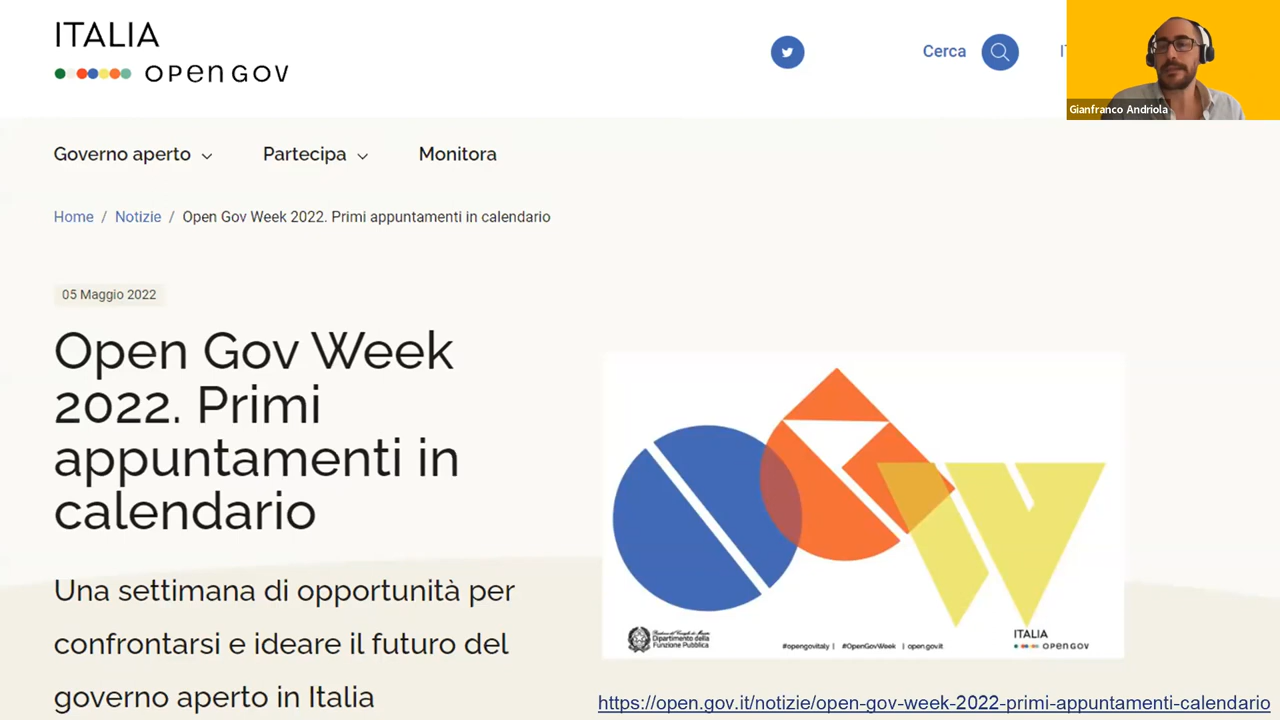 ITALIA
OPEN GOV
Cerca
Gianfranco Andriola
Governo aperto
Partecipa
Monitora
Home / Notizie / Open Gov Week 2022. Primi appuntamenti in calendario
05 Maggio 2022
Open Gov Week
2022. Primi
appuntamenti in
calendario
Una settimana di opportunità per
confrontarsi e ideare il futuro del
governo aperto in Italia
Dipartimento della
Funzione Pubblica
#opengovitaly | #OpenGovWeek | open.gov.it
ITALIA
OPEN GOV
https://open.gov.it/notizie/open-gov-week-2022-primi-appuntamenti-calendario